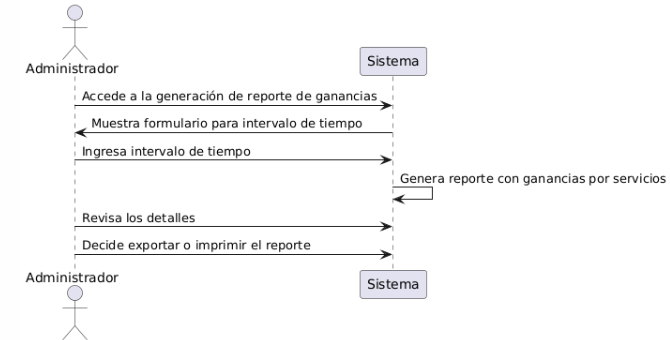 Administrador
Sistema
Accede a la generación de reporte de ganancias
Muestra formulario para intervalo de tiempo
Ingresa intervalo de tiempo
Genera reporte con ganancias por servicios
Revisa los detalles
Decide exportar o imprimir el reporte
Administrador
Sistema